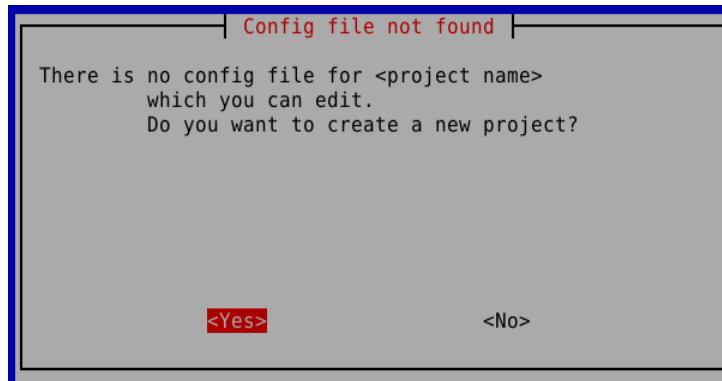 Config file not found
There is no config file for <project name>
which you can edit.
Do you want to create a new project?
<Yes> <No>